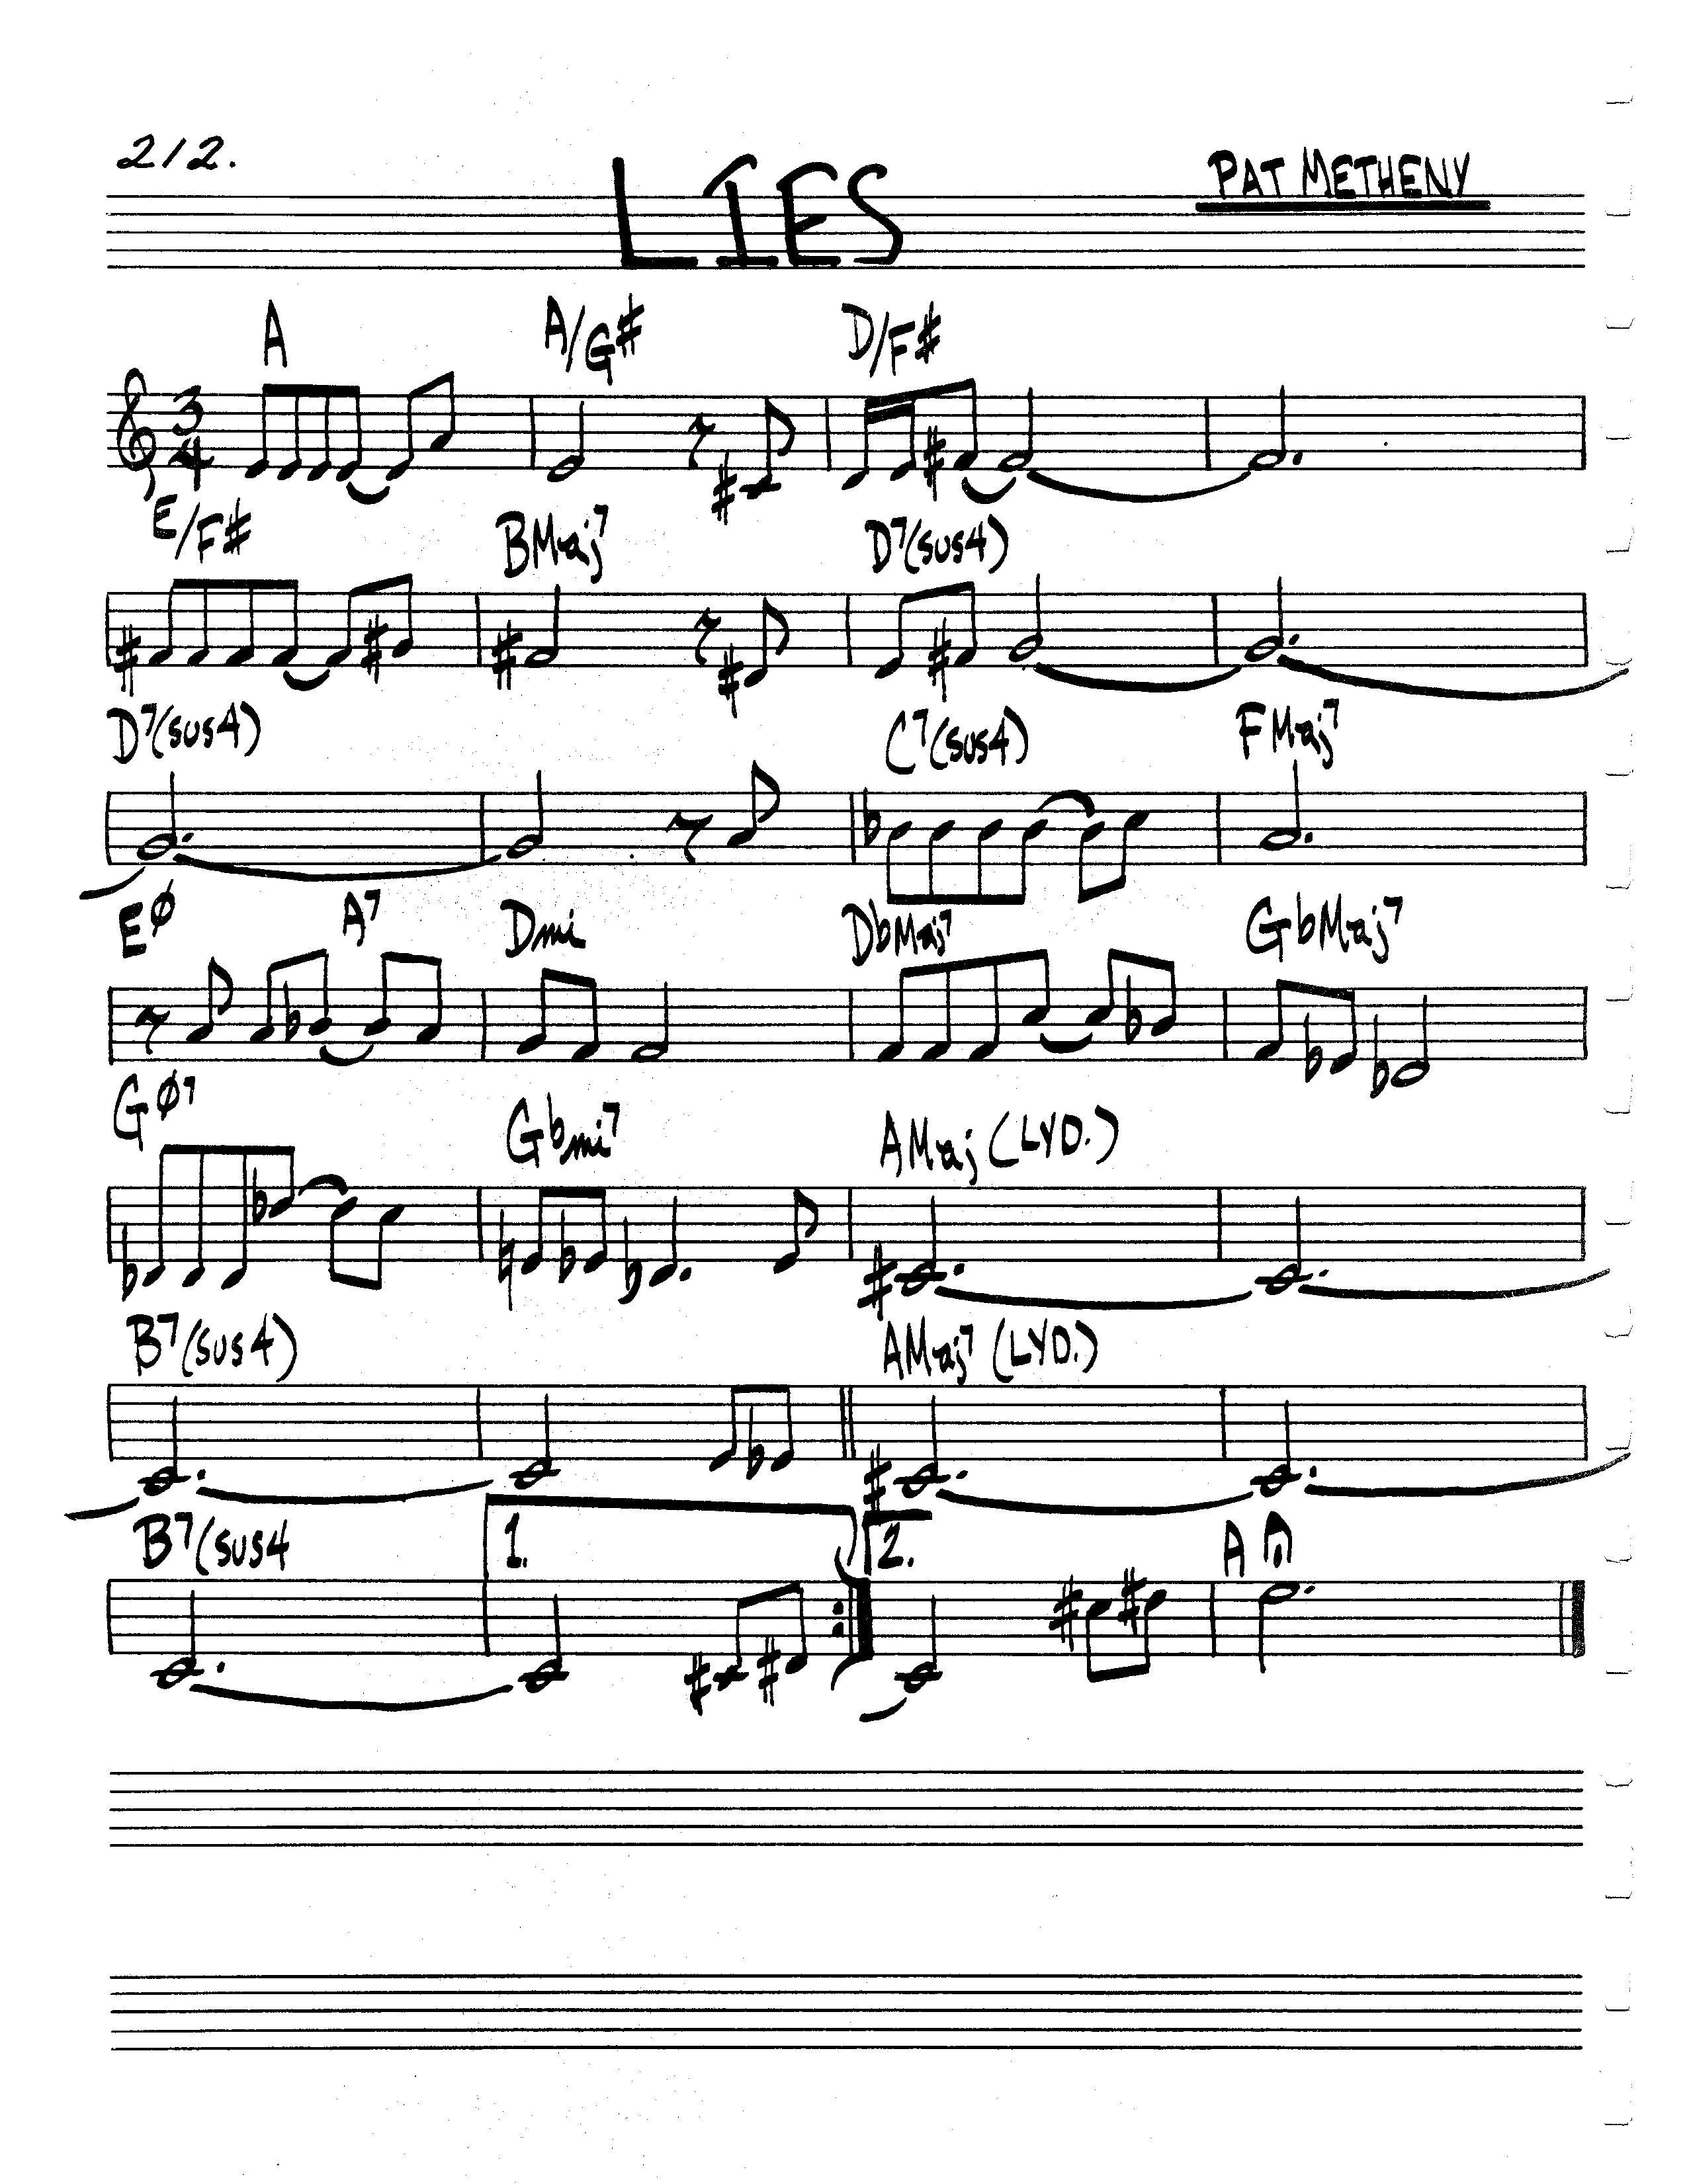 212.
LIES
PAT METHENY
A A/G# D/F#
3
4
E/F# BMaj7 D7(sus4)
D7(sus4) C7(sus4) FMaj7
Eø A7 Dmi DbMaj7 GbMaj7
Gø7 Gbmi7 AMaj (LYD.)
B7(sus4) AMaj7 (LYD.)
B7(sus4 1. 2. A